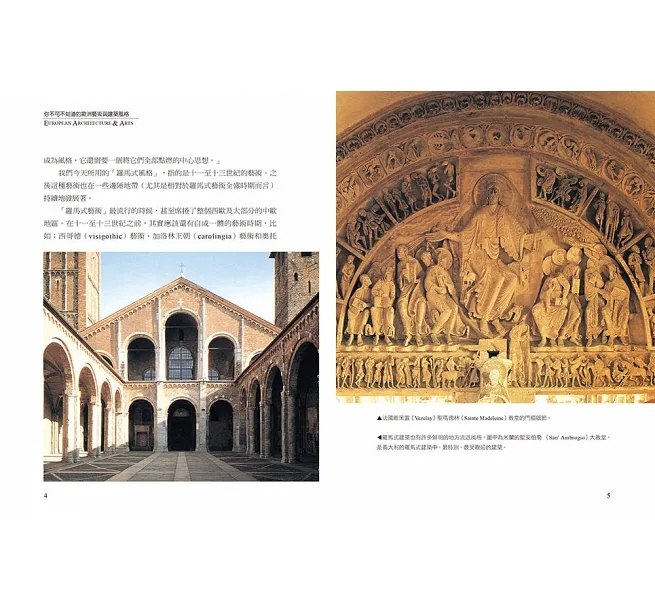 你不可不知道的歐洲藝術與建築風格
EUROPEAN ARCHITECTURE & ARTS
成為風格，它還需要一個將它們全部點燃的中心思想。」
我們今天所用的「羅馬式風格」，指的是十一至十三世紀的藝術。之
後這種藝術也在一些邊陲地帶（尤其是相對於羅馬式藝術全盛時期而言）
持續地發展著。
「羅馬式藝術」最流行的時候，甚至席捲了整個西歐及大部分的中歐
地區。在十一至十三世紀之前，其實應該還有自成一體的藝術時期，比
如：西哥德（visigothic）藝術、加洛林王朝（carolingia）藝術和奧托
4
▲法國維澤雷（Vezelay）聖瑪德林（Sainte Madeleine）教堂的門楣雕飾。
◀羅馬式建築也有許多鮮明的地方流派風格。圖中為米蘭的聖安伯喬（San' Ambrogio）大教堂，
是義大利的羅馬式建築中，最特別、最受爭議的建築。
5